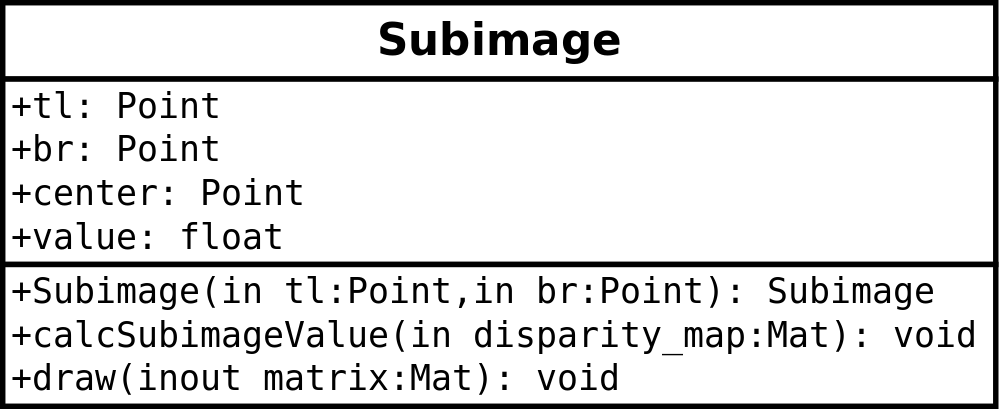 Subimage
+tl: Point
+br: Point
+center: Point
+value: float
+Subimage(in tl:Point,in br:Point): Subimage
+calcSubimageValue(in disparity_map:Mat): void
+draw(inout matrix:Mat): void